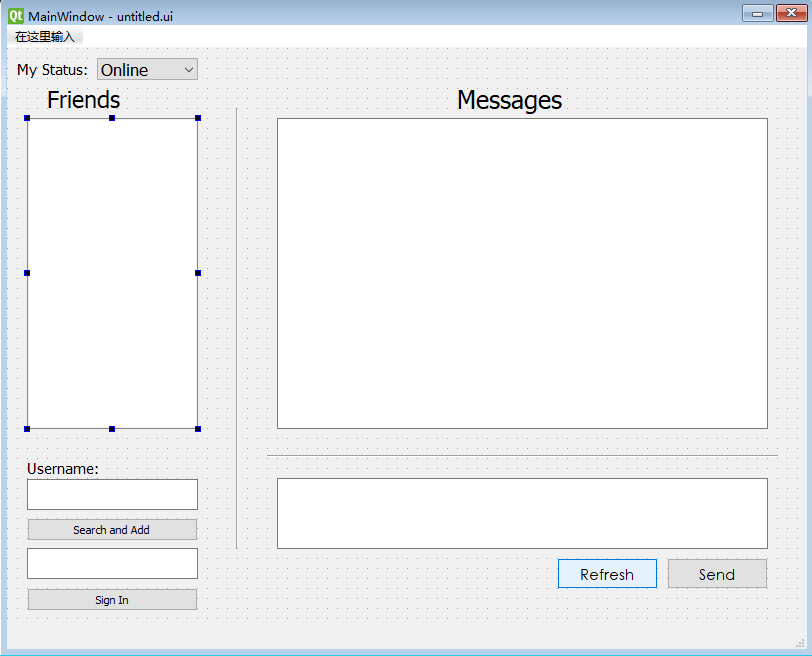 Qt MainWindow - untitled.ui
在这里输入
My Status: Online
Friends
Messages
Username:
Search and Add
Sign In
Refresh
Send